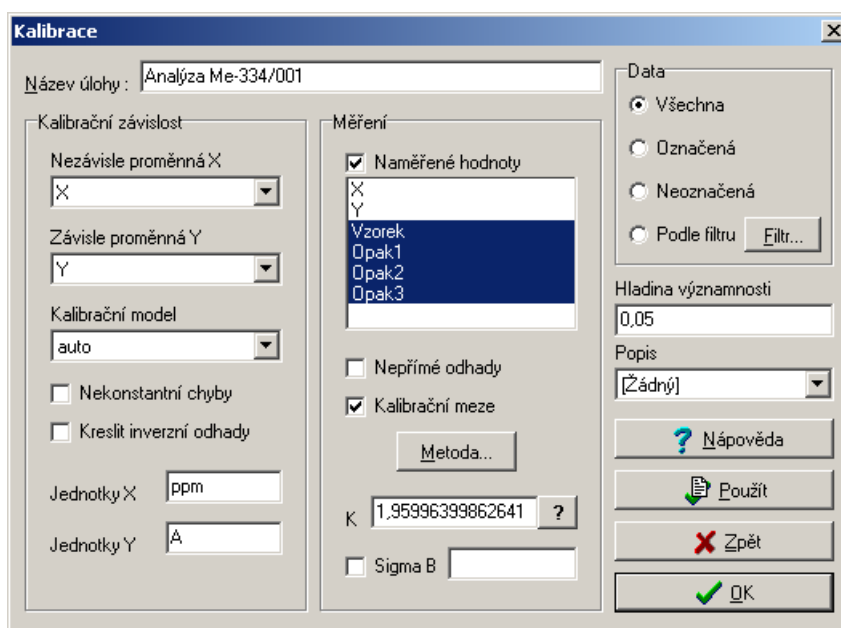 Kalibrace
Název úlohy :
Analýza Me-334/001
Kalibrační závislost
Nezávisle proměnná X
X
Závisle proměnná Y
Y
Kalibrační model
auto
Nekonstantní chyby
Kreslit inverzní odhady
Jednotky X
ppm
Jednotky Y
A
Měření
Naměřené hodnoty
X
Y
Vzorek
Opak1
Opak2
Opak3
Nepřímé odhady
Kalibrační meze
Metoda...
K
1,95996399862641
?
Sigma B
Data
Všechna
Označená
Neoznačená
Podle filtru
Filtr...
Hladina významnosti
0,05
Popis
[Žádný]
Nápověda
Použít
Zpět
OK